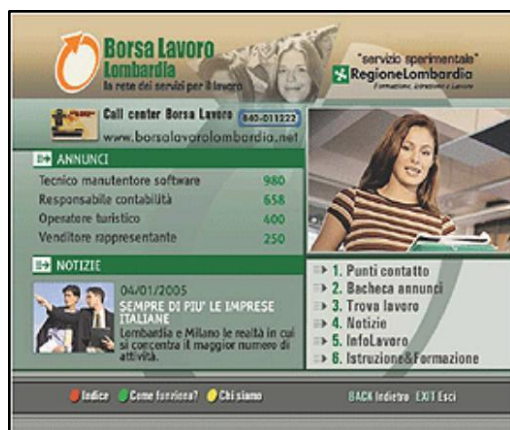 Borsa Lavoro
Lombardia
la rete dei servizi per il lavoro
"servizio sperimentale"
RegioneLombardia
Formazione, Istruzione e Lavoro
Call center Borsa Lavoro 840-011222
www.borsalavorolombardia.net
ANNUNCI
Tecnico manutentore software 980
Responsabile contabilità 658
Operatore turistico 400
Venditore rappresentante 250
NOTIZIE
04/01/2005
SEMPRE DI PIU' LE IMPRESE
ITALIANE
Lombardia e Milano le realtà in cui
si concentra il maggior numero di
attività.
1. Punti contatto
2. Bacheca annunci
3. Trova lavoro
4. Notizie
5. InfoLavoro
6. Istruzione&Formazione
Indice Come funziona? Chi siamo BACK Indietro EXIT Esci